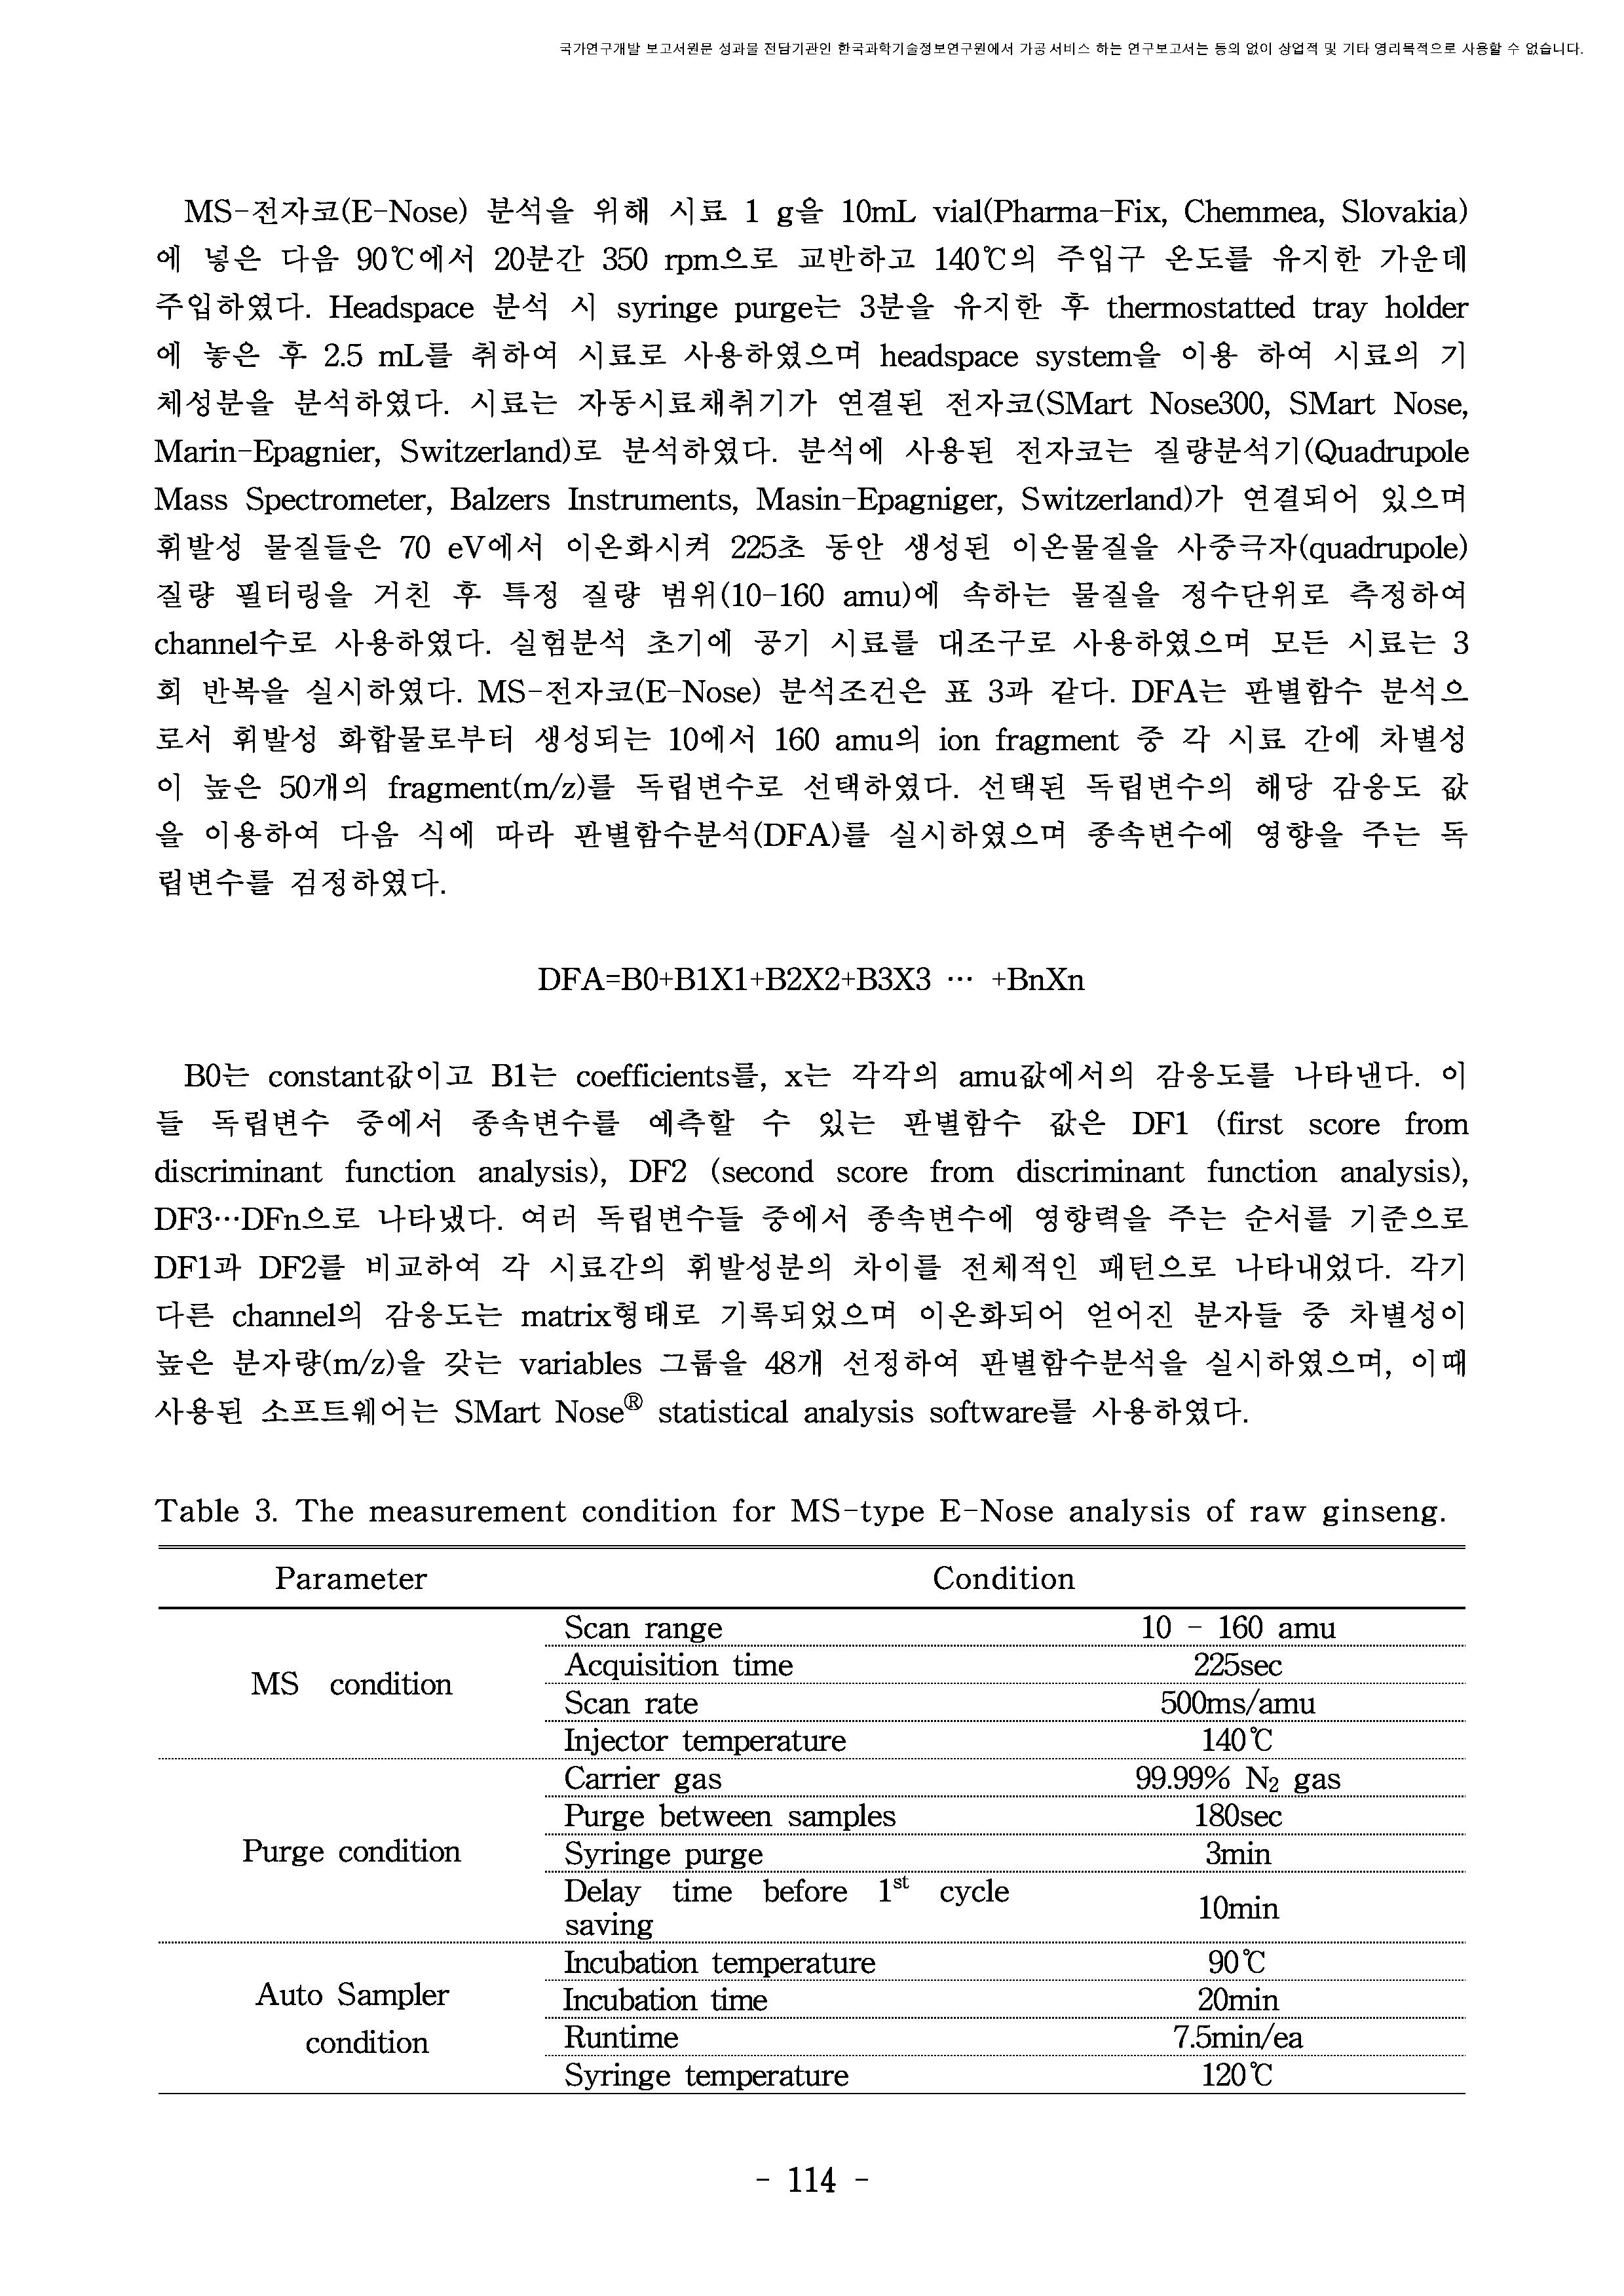 국가연구개발 보고서원문 성과물 전담기관인 한국과학기술정보연구원에서 가공·서비스 하는 연구보고서는 동의 없이 상업적 및 기타 영리목적으로 사용할 수 없습니다.
MS-전자코(E-Nose) 분석을 위해 시료 1 g을 10mL vial(Pharma-Fix, Chemmea, Slovakia)
에 넣은 다음 90℃에서 20분간 350 rpm으로 교반하고 140℃의 주입구 온도를 유지한 가운데
주입하였다. Headspace 분석 시 syringe purge는 3분을 유지한 후 thermostatted tray holder
에 놓은 후 2.5 mL를 취하여 시료로 사용하였으며 headspace system을 이용 하여 시료의 기
체성분을 분석하였다. 시료는 자동시료채취기가 연결된 전자코(SMart Nose300, SMart Nose,
Marin-Epagnier, Switzerland)로 분석하였다. 분석에 사용된 전자코는 질량분석기(Quadrupole
Mass Spectrometer, Balzers Instruments, Masin-Epagniger, Switzerland)가 연결되어 있으며
휘발성 물질들은 70 eV에서 이온화시켜 225초 동안 생성된 이온물질을 사중극자(quadrupole)
질량 필터링을 거친 후 특정 질량 범위(10-160 amu)에 속하는 물질을 정수단위로 측정하여
channel수로 사용하였다. 실험분석 초기에 공기 시료를 대조구로 사용하였으며 모든 시료는 3
회 반복을 실시하였다. MS-전자코(E-Nose) 분석조건은 표 3과 같다. DFA는 판별함수 분석으
로서 휘발성 화합물로부터 생성되는 10에서 160 amu의 ion fragment 중 각 시료 간에 차별성
이 높은 50개의 fragment(m/z)를 독립변수로 선택하였다. 선택된 독립변수의 해당 감응도 값
을 이용하여 다음 식에 따라 판별함수분석(DFA)를 실시하였으며 종속변수에 영향을 주는 독
립변수를 검정하였다.
DFA=B0+B1X1+B2X2+B3X3 ⋯ +BnXn
B0는 constant값이고 B1는 coefficients를, x는 각각의 amu값에서의 감응도를 나타낸다. 이
들 독립변수 중에서 종속변수를 예측할 수 있는 판별함수 값은 DF1 (first score from
discriminant function analysis), DF2 (second score from discriminant function analysis),
DF3⋯DFn으로 나타냈다. 여러 독립변수들 중에서 종속변수에 영향력을 주는 순서를 기준으로
DF1과 DF2를 비교하여 각 시료간의 휘발성분의 차이를 전체적인 패턴으로 나타내었다. 각기
다른 channel의 감응도는 matrix형태로 기록되었으며 이온화되어 얻어진 분자들 중 차별성이
높은 분자량(m/z)을 갖는 variables 그룹을 48개 선정하여 판별함수분석을 실시하였으며, 이때
사용된 소프트웨어는 SMart Nose® statistical analysis software를 사용하였다.
Table 3. The measurement condition for MS-type E-Nose analysis of raw ginseng.
Parameter Condition
MS condition
Scan range 10 - 160 amu
Acquisition time 225sec
Scan rate 500ms/amu
Injector temperature 140℃
Purge condition
Carrier gas 99.99% N2 gas
Purge between samples 180sec
Syringe purge 3min
Delay time before 1st cycle
saving 10min
Auto Sampler
condition
Incubation temperature 90℃
Incubation time 20min
Runtime 7.5min/ea
Syringe temperature 120℃
- 114 -